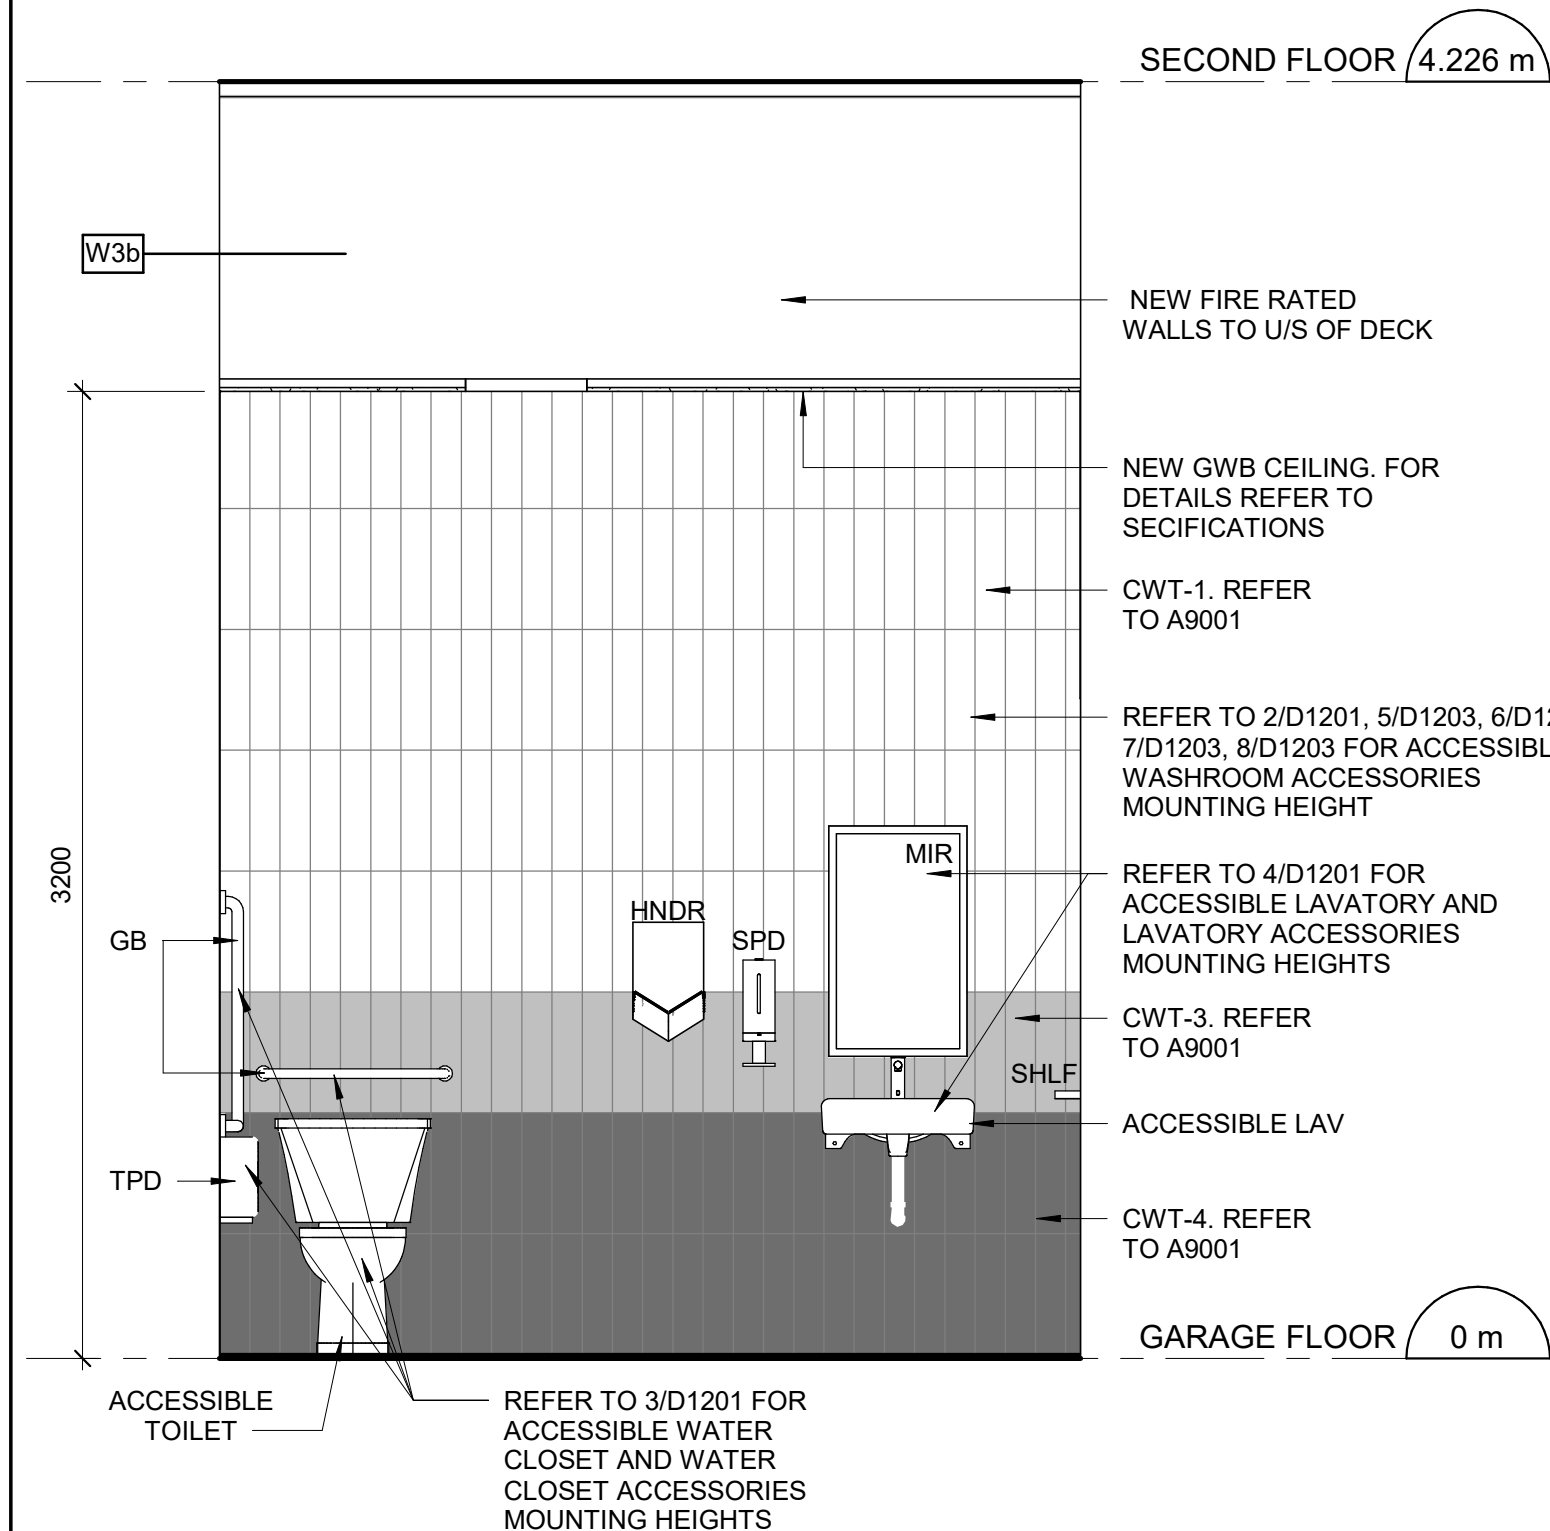 SECOND FLOOR 4.226 m
W3b
NEW FIRE RATED
WALLS TO U/S OF DECK
NEW GWB CEILING. FOR
DETAILS REFER TO
SECIFICATIONS
CWT-1. REFER
TO A9001
REFER TO 2/D1201, 5/D1203,
7/D1203, 8/D1203 FOR
WASHROOM ACCESSORIES
MOUNTING HEIGHT
3200
MIR
REFER TO 4/D1201 FOR
ACCESSIBLE LAVATORY AND
LAVATORY ACCESSORIES
MOUNTING HEIGHTS
HNDR
SPD
GB
CWT-3. REFER
TO A9001
SHLF
ACCESSIBLE LAV
TPD
CWT-4. REFER
TO A9001
GARAGE FLOOR 0 m
ACCESSIBLE
TOILET
REFER TO 3/D1201 FOR
ACCESSIBLE WATER
CLOSET AND WATER
CLOSET ACCESSORIES
MOUNTING HEIGHTS